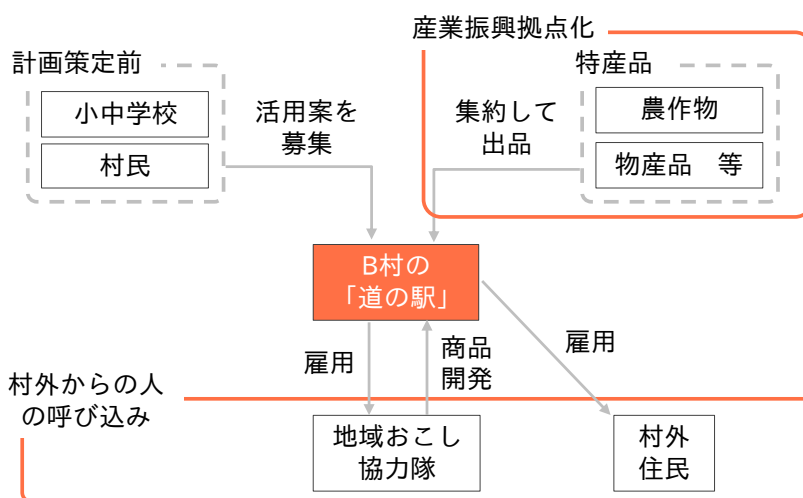 産業振興拠点化
計画策定前
特産品
小中学校
村民
活用案を
募集
集約して
出品
農作物
物産品　等
B村の
「道の駅」
雇用
商品
開発
雇用
村外からの人
の呼び込み
地域おこし
協力隊
村外
住民